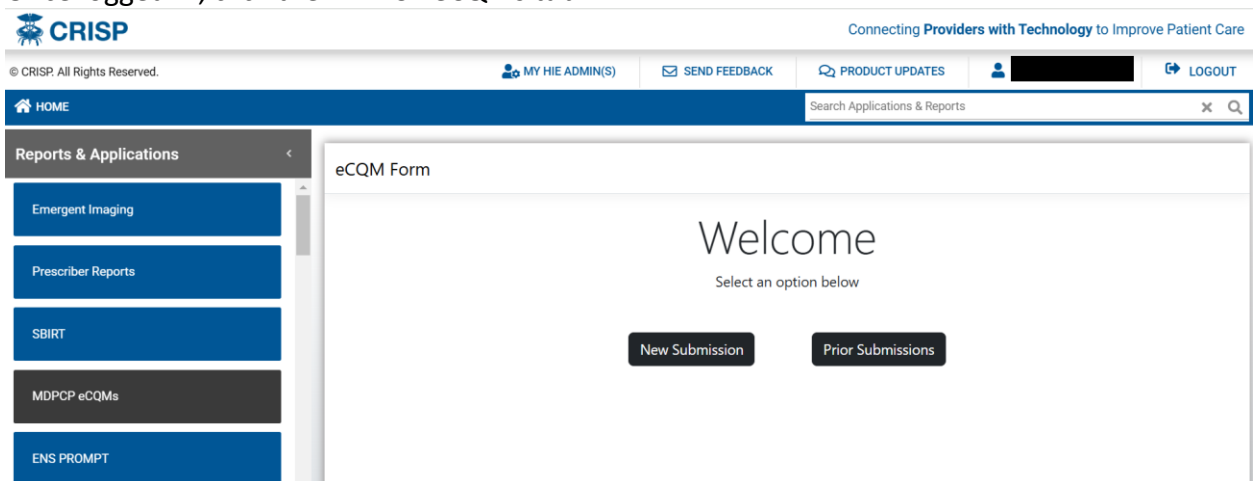 CRISP
Connecting Providers with Technology to Improve Patient Care
© CRISP. All Rights Reserved.
MY HIE ADMIN(S)
SEND FEEDBACK
PRODUCT UPDATES
LOGOUT
HOME
Search Applications & Reports
Reports & Applications
eCQM Form
Emergent Imaging
Welcome
Prescriber Reports
Select an option below
SBIRT
New Submission
Prior Submissions
MDPCP eCQMs
ENS PROMPT